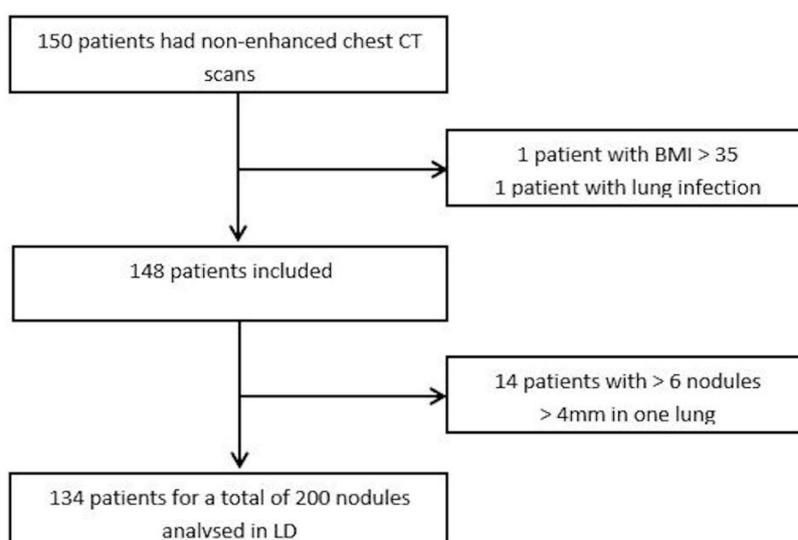 150 patients had non-enhanced chest CT
scans
1 patient with BMI > 35
1 patient with lung infection
148 patients included
14 patients with > 6 nodules
> 4mm in one lung
134 patients for a total of 200 nodules
analysed in LD